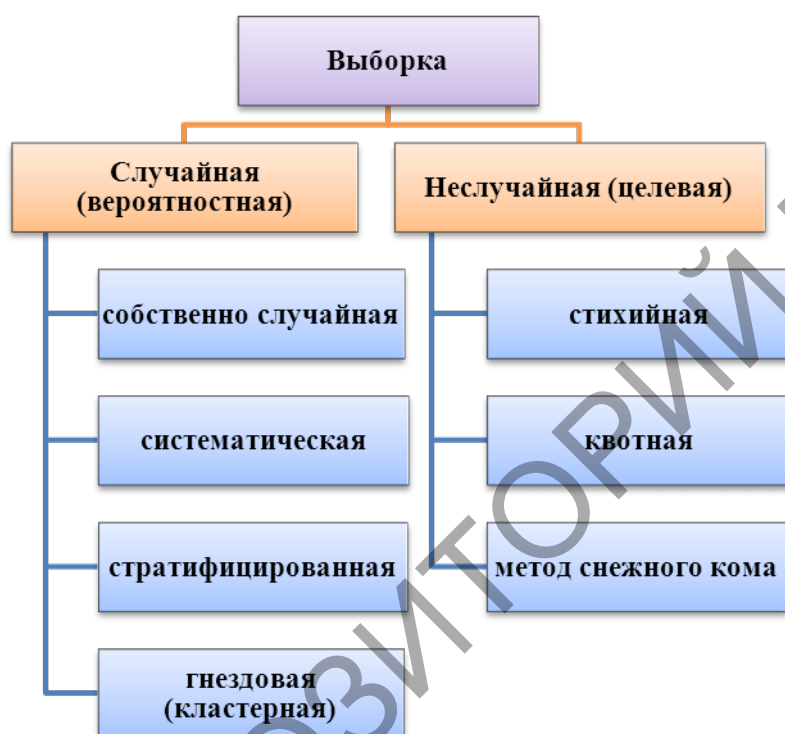 Выборка
Случайная
(вероятностная)
собственно случайная
систематическая
стратифицированная
гнездовая
(кластерная)
Неслучайная (целевая)
стихийная
квотная
метод снежного кома